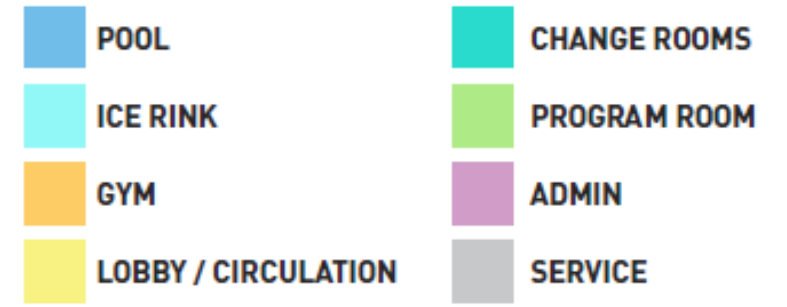 POOL
ICE RINK
GYM
LOBBY / CIRCULATION
CHANGE ROOMS
PROGRAM ROOM
ADMIN
SERVICE